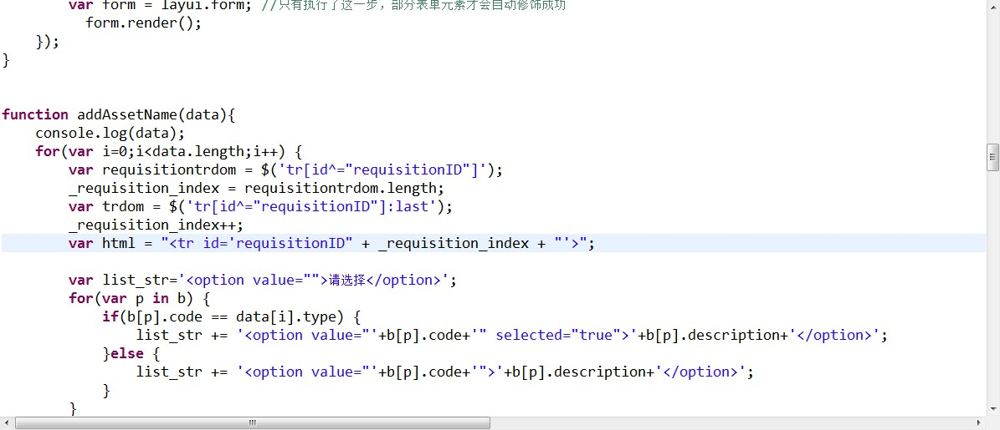 var form = layui.form; //只有执行了这一步，部分表单元素才会自动修饰成功
form.render();
});
}
function addAssetName(data){
console.log(data);
for(var i=0;i<data.length;i++) {
var requisitiontrdom = $('tr[id^="requisitionID"]');
_requisition_index = requisitiontrdom.length;
var trdom = $('tr[id^="requisitionID"]:last');
_requisition_index++;
var html = "<tr id='requisitionID" + _requisition_index + "'>";
var list_str='<option value="">请选择</option>';
for(var p in b) {
if(b[p].code == data[i].type) {
list_str += '<option value="'+b[p].code+'" selected="true">'+b[p].description+'</option>';
}else {
list_str += '<option value="'+b[p].code+'">'+b[p].description+'</option>';
}
}